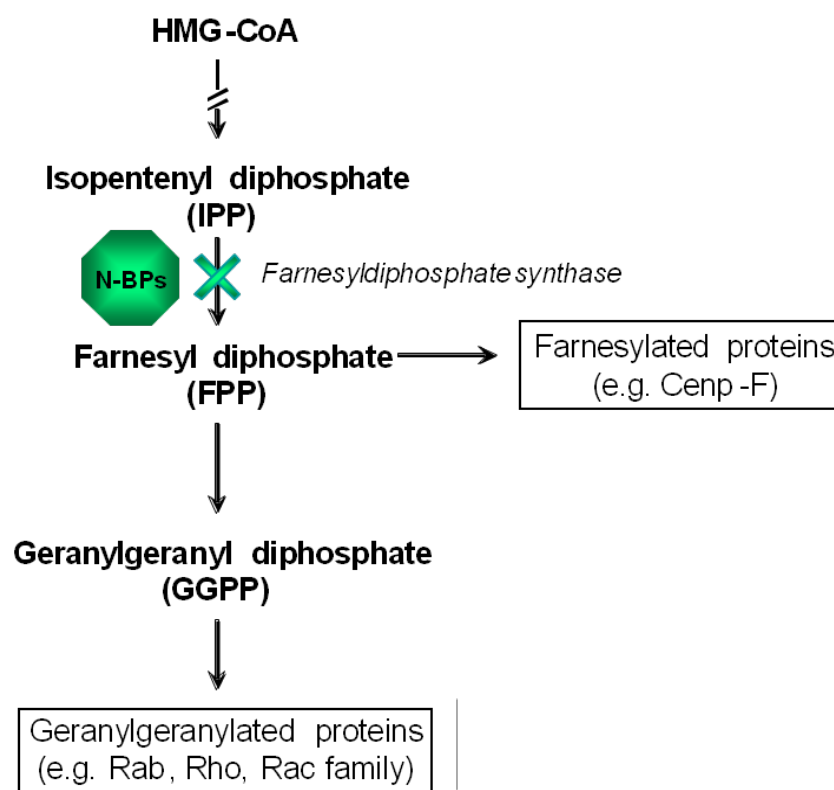 HMG-CoA
Isopentenyl diphosphate
(IPP)
N-BPs
Farnesyldiphosphate synthase
Farnesyl diphosphate
(FPP)
Farnesylated proteins
(e.g. Cenp-F)
Geranylgeranyl diphosphate
(GGPP)
Geranylgeranylated proteins
(e.g. Rab, Rho, Rac family)